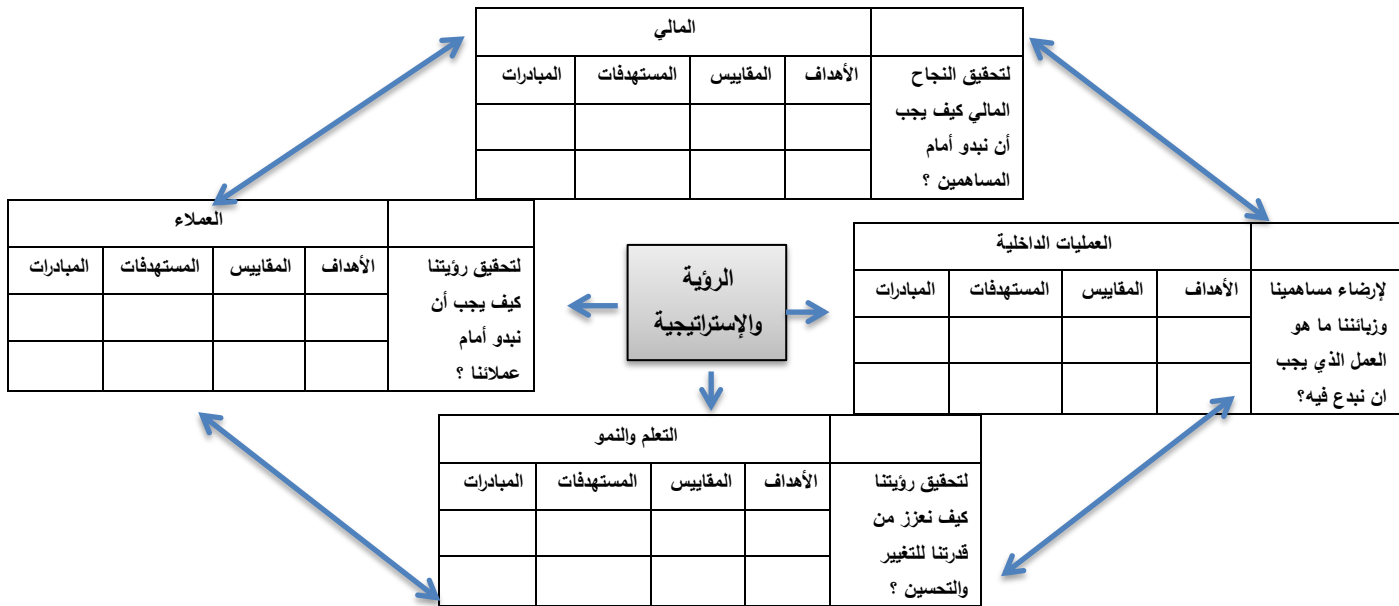 المالي
لتحقيق النجاح
المالي كيف يجب
أن نبدو أمام
المساهمين ؟
الأهداف
المقاييس
المستهدفات
المبادرات
العمليات الداخلية
لإرضاء مساهمينا
وزبائننا ما هو
العمل الذي يجب
ان نبدع فيه؟
الأهداف
المقاييس
المستهدفات
المبادرات
الرؤية
والإستراتيجية
العملاء
لتحقيق رؤيتنا
كيف يجب أن
نبدو أمام
عملائنا ؟
الأهداف
المقاييس
المستهدفات
المبادرات
التعلم والنمو
لتحقيق رؤيتنا
كيف نعزز من
قدرتنا للتغيير
والتحسين ؟
الأهداف
المقاييس
المستهدفات
المبادرات